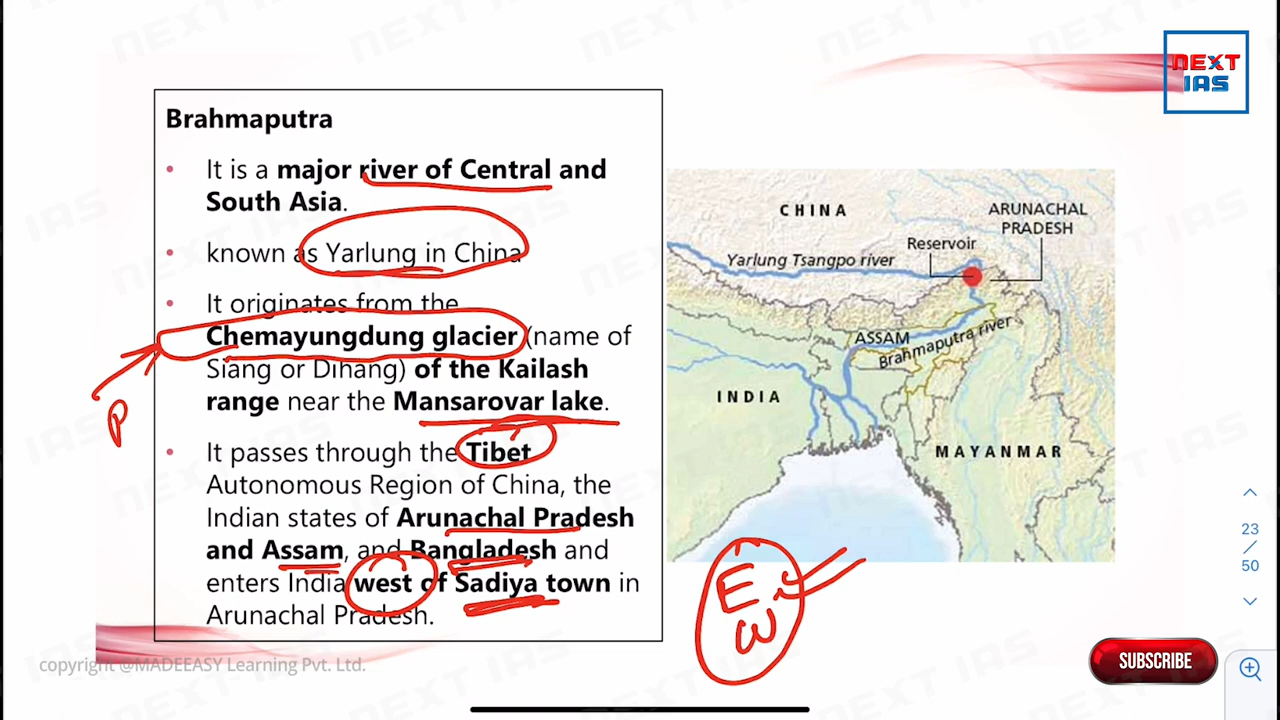 NEXT
IAS
Brahmaputra
• It is a major river of Central and
South Asia.
• known as Yarlung in China
• It originates from the
Chemayungdung glacier (name of
Siang or Dihang) of the Kailash
range near the Mansarovar lake.
• It passes through the Tibet
Autonomous Region of China, the
Indian states of Arunachal Pradesh
and Assam, and Bangladesh and
enters India west of Sadiya town in
Arunachal Pradesh.
P
CHINA
ARUNACHAL
PRADESH
Reservoir
Yarlung Tsangpo river
ASSAM
Brahmaputra river
INDIA
MAYANMAR
E
W
23
/
50
copyright @MADEEASY Learning Pvt. Ltd.
SUBSCRIBE